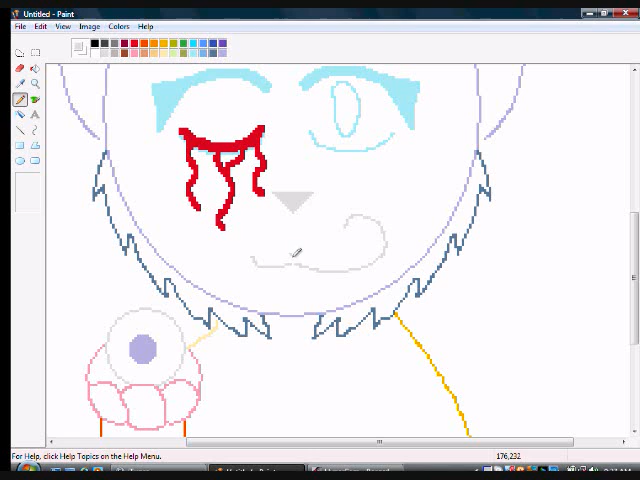 Untitled - Paint
File Edit View Image Colors Help
A
For Help, click Help Topics on the Help Menu.
176,232